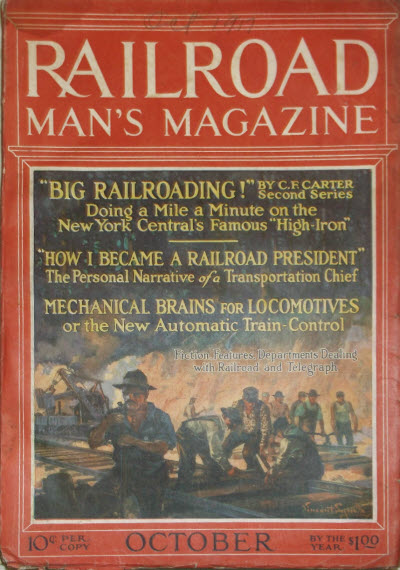 RAILROAD
MAN'S MAGAZINE
"BIG RAILROADING!" BY C.F. CARTER
Second Series
Doing a Mile a Minute on the
New York Central's Famous "High-Iron"
"HOW I BECAME A RAILROAD PRESIDENT"
The Personal Narrative of a Transportation Chief
MECHANICAL BRAINS FOR LOCOMOTIVES
or the New Automatic Train-Control
Fiction, Features, Departments Dealing
with Railroad and Telegraph
10¢ PER COPY
OCTOBER
BY THE YEAR $1.00